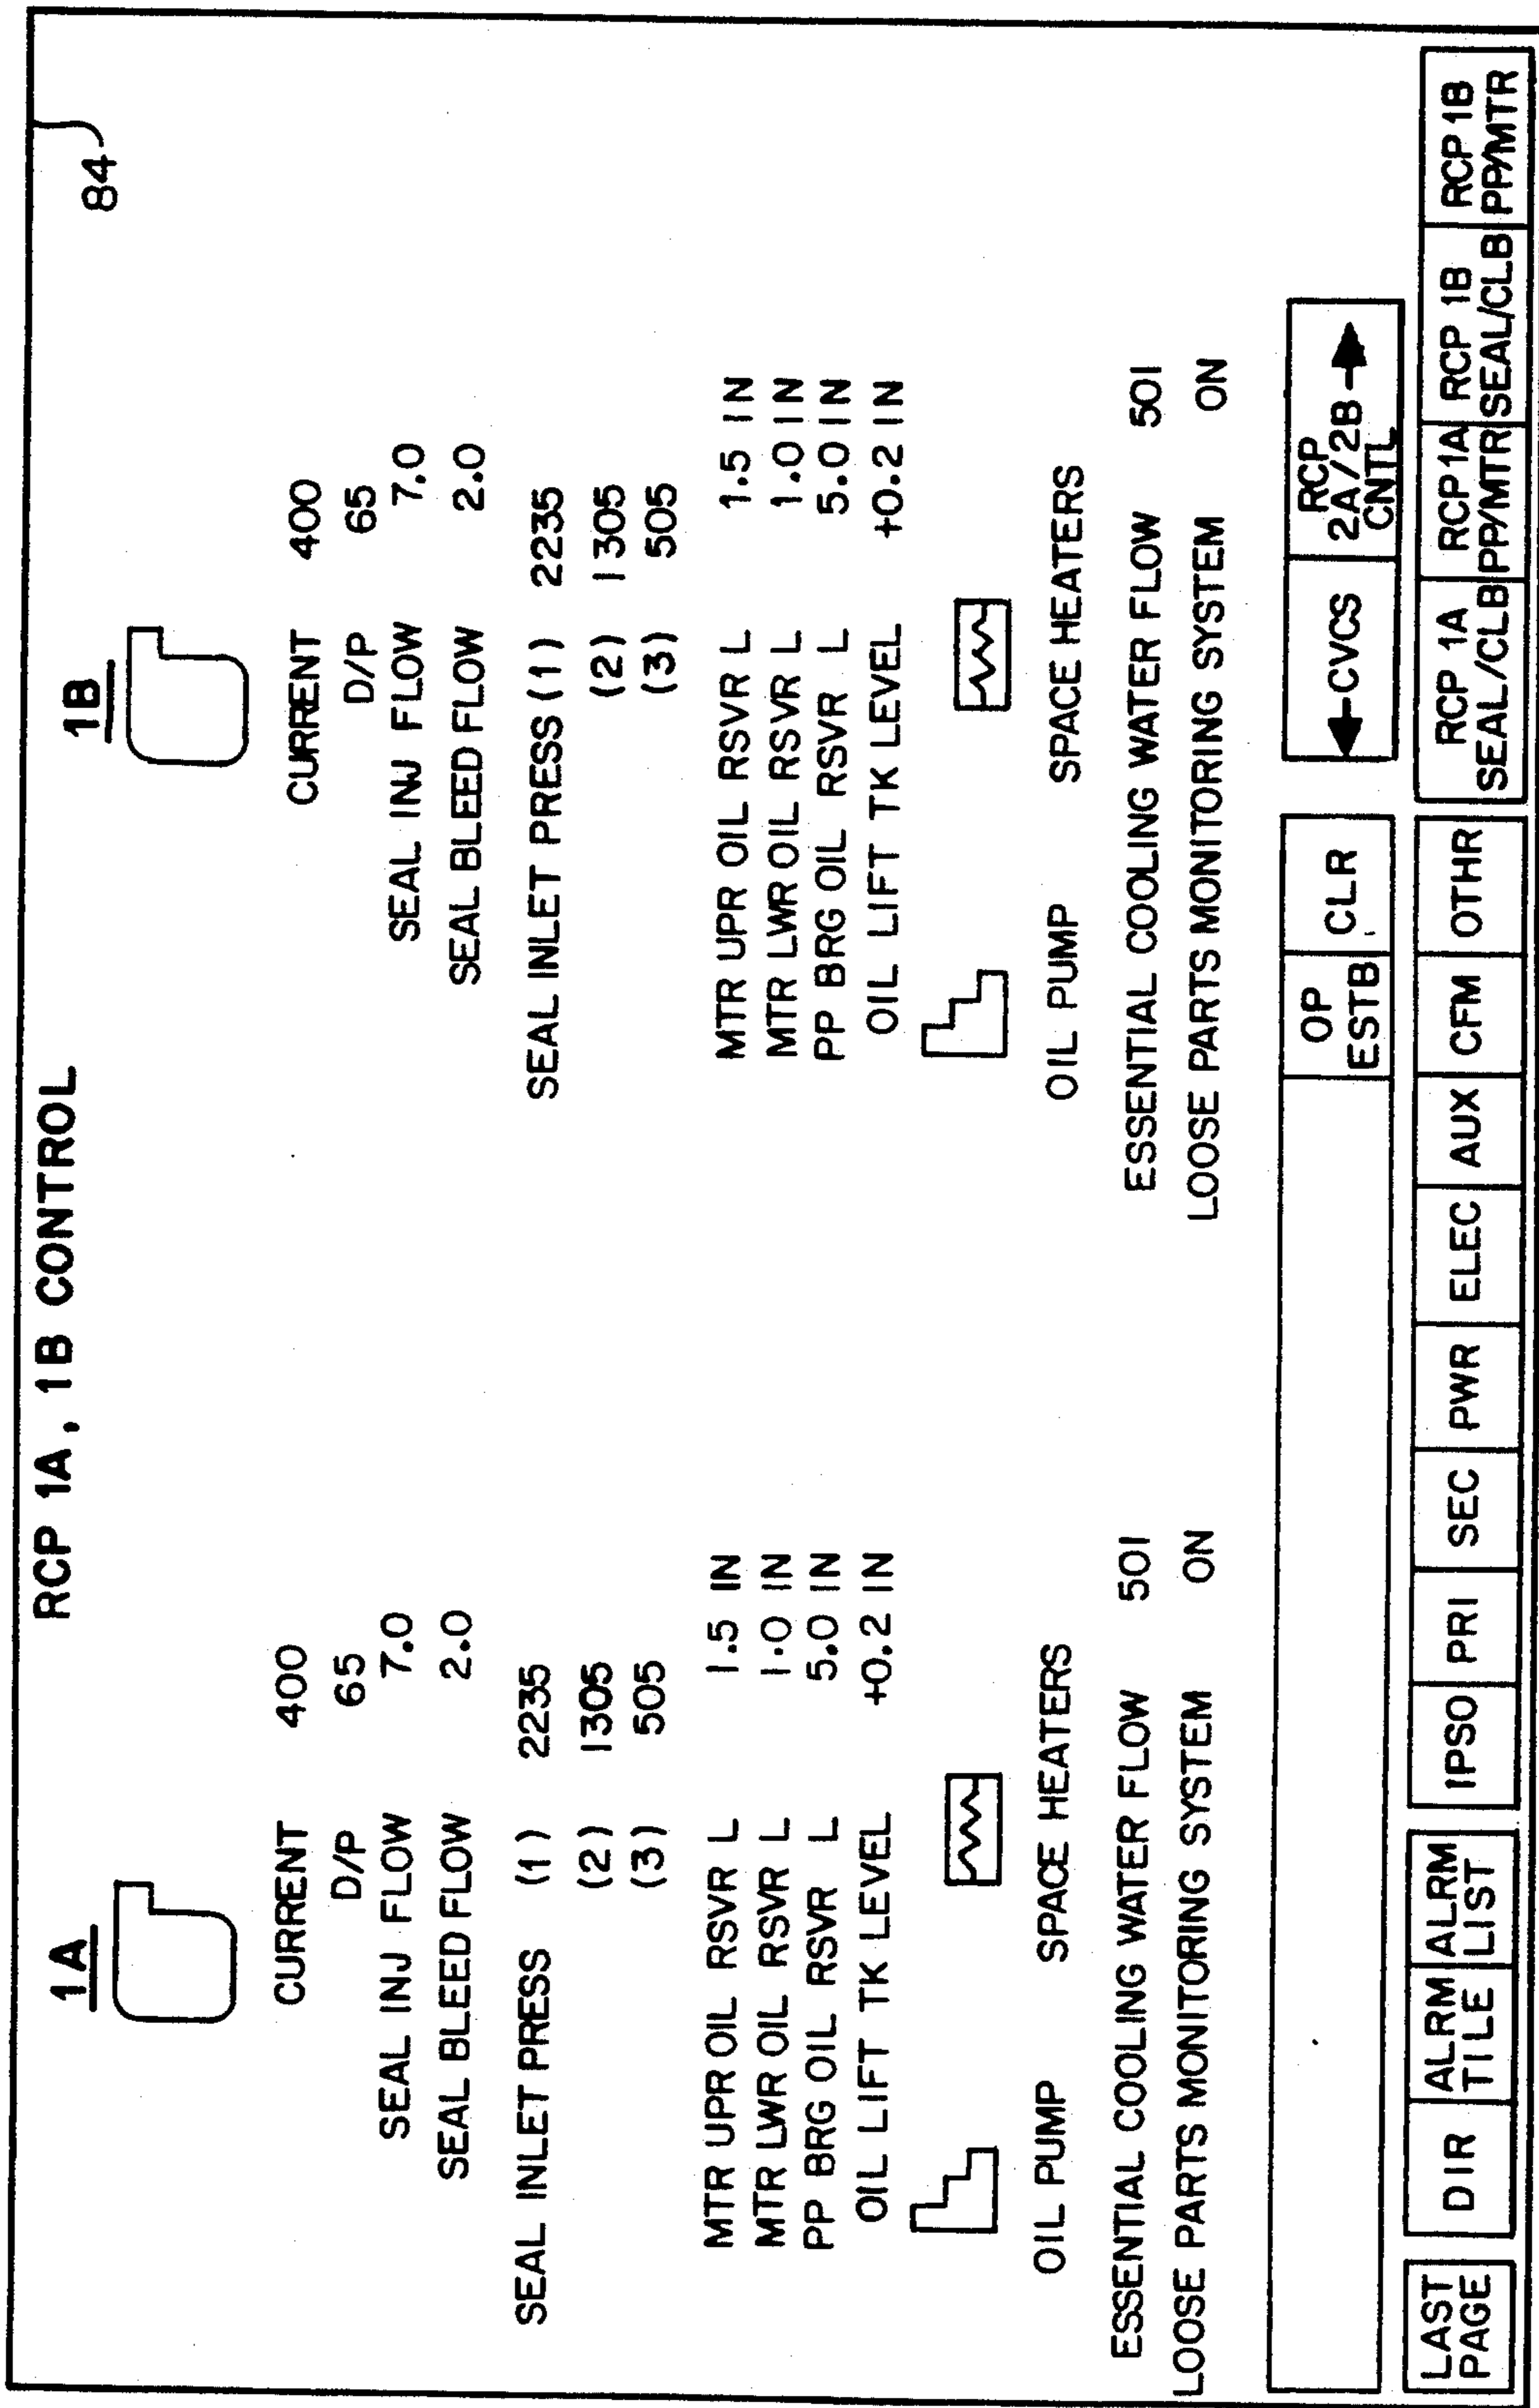 RCP 1A, 1B CONTROL
84
1A
CURRENT 400
D/P 65
SEAL INJ FLOW 7.0
SEAL BLEED FLOW 2.0
SEAL INLET PRESS (1) 2235
(2) 1305
(3) 505
MTR UPR OIL RSVR L 1.5 IN
MTR LWR OIL RSVR L 1.0 IN
PP BRG OIL RSVR L 5.0 IN
OIL LIFT TK LEVEL +0.2 IN
OIL PUMP SPACE HEATERS
ESSENTIAL COOLING WATER FLOW 501
LOOSE PARTS MONITORING SYSTEM ON
1B
CURRENT 400
D/P 65
SEAL INJ FLOW 7.0
SEAL BLEED FLOW 2.0
SEAL INLET PRESS (1) 2235
(2) 1305
(3) 505
MTR UPR OIL RSVR L 1.5 IN
MTR LWR OIL RSVR L 1.0 IN
PP BRG OIL RSVR L 5.0 IN
OIL LIFT TK LEVEL +0.2 IN
OIL PUMP SPACE HEATERS
ESSENTIAL COOLING WATER FLOW 501
LOOSE PARTS MONITORING SYSTEM ON
OP
ESTB
CLR
CVCS
RCP
2A/2B
CNTL
LAST
PAGE
DIR
ALRM
TILE
ALRM
LIST
IPSO
PRI
SEC
PWR
ELEC
AUX
CFM
OTHR
RCP 1A
SEAL/CLB
RCP 1A
PP/MTR
RCP 1B
SEAL/CLB
RCP 1B
PP/MTR